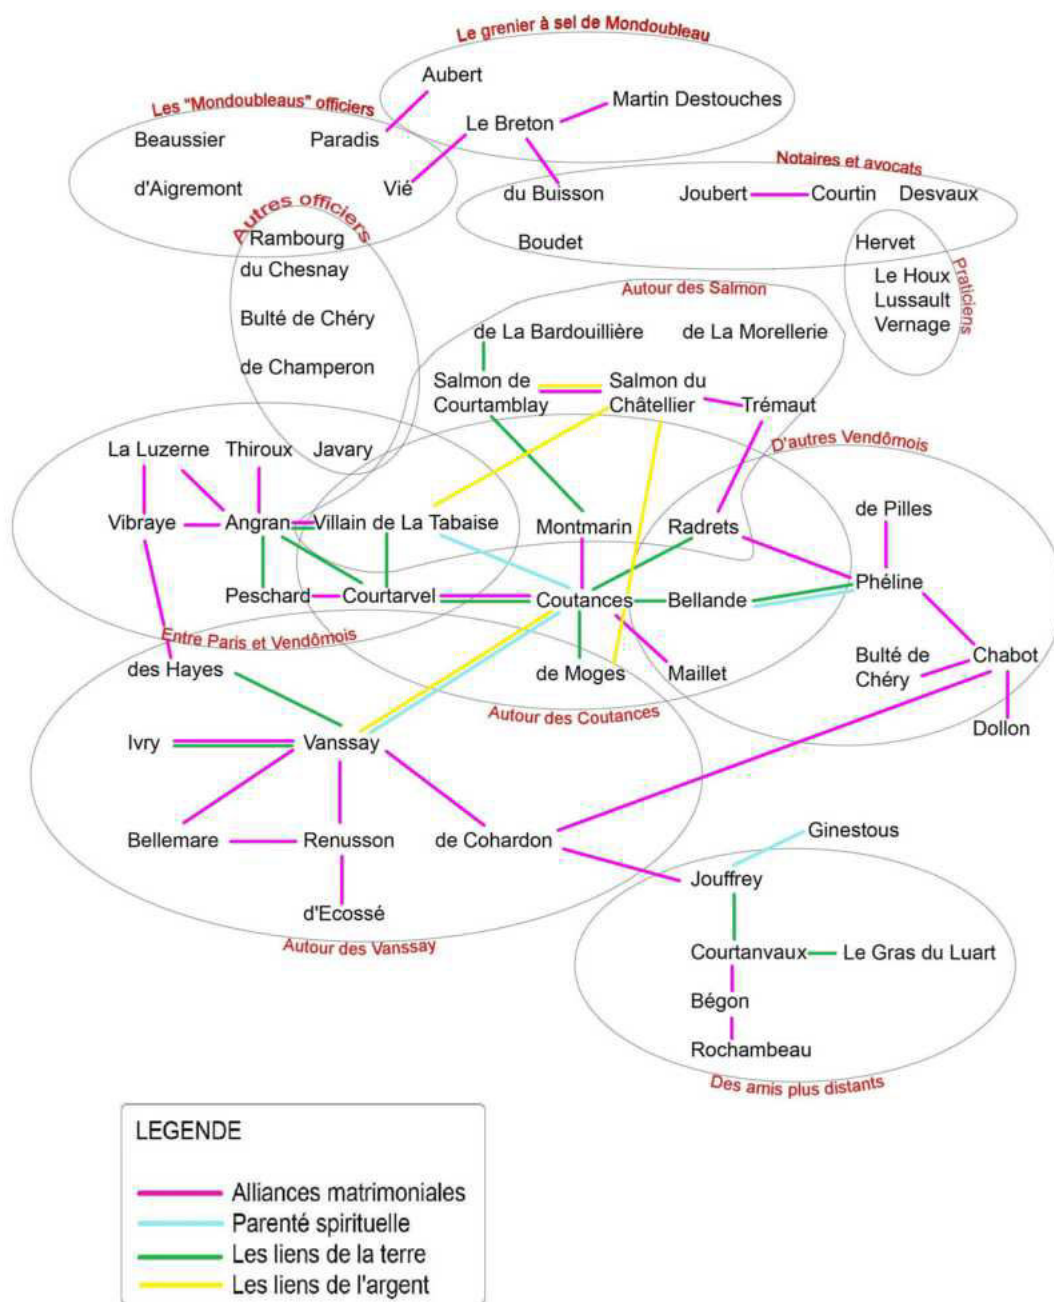 Le grenier à sel de Mondoubleau
Aubert
Martin Destouches
Le Breton
Les "Mondoubleaus" officiers
Beaussier
Paradis
d'Aigremont
Vié
Notaires et avocats
du Buisson
Joubert
Courtin
Desvaux
Boudet
Hervet
Autres officiers
Rambourg
du Chesnay
Bulté de Chéry
de Champeron
Javary
Praticiens
Le Houx
Lussault
Vernage
Autour des Salmon
de La Bardouillière
de La Morellerie
Salmon de
Courtamblay
Salmon du
Châtellier
Trémaut
La Luzerne
Thiroux
Vibraye
Angran
Villain de La Tabaise
Montmarin
Radrets
D'autres Vendômois
de Pilles
Phéline
Peschard
Courtarvel
Coutances
Bellande
Entre Paris et Vendômois
des Hayes
de Moges
Maillet
Bulté de
Chéry
Chabot
Dollon
Autour des Coutances
Ivry
Vanssay
Bellemare
Renusson
de Cohardon
d'Ecossé
Autour des Vanssay
Ginestous
Jouffrey
Courtanvaux
Le Gras du Luart
Bégon
Rochambeau
Des amis plus distants
LEGENDE
Alliances matrimoniales
Parenté spirituelle
Les liens de la terre
Les liens de l'argent